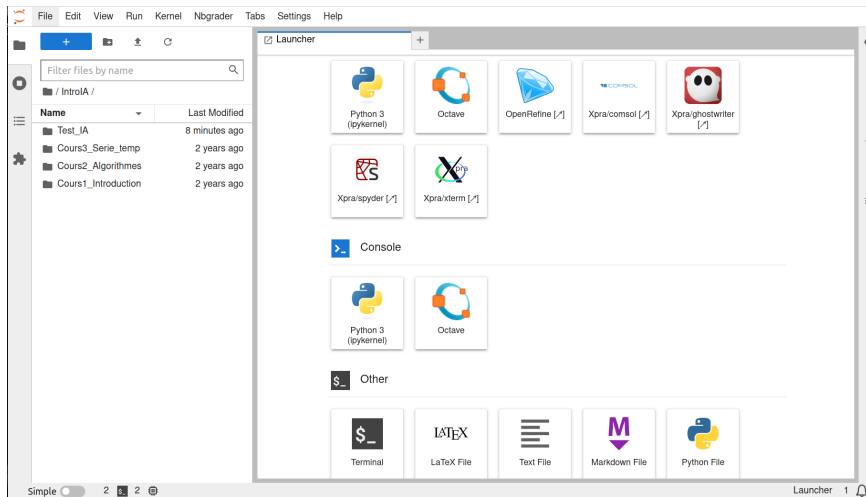 File Edit View Run Kernel Nbgrader Tabs Settings Help
+
Filter files by name
/ IntroIA /
Name Last Modified
Test_IA 8 minutes ago
Cours3_Serie_temp 2 years ago
Cours2_Algorithmes 2 years ago
Cours1_Introduction 2 years ago
Launcher +
Python 3 (ipykernel)
Octave
OpenRefine [↗]
COMSOL
Xpra/comsol [↗]
Xpra/ghostwriter [↗]
Xpra/spyder [↗]
Xpra
Xpra/xterm [↗]
Console
Python 3 (ipykernel)
Octave
$_ Other
$_
Terminal
LATEX
LaTeX File
Text File
M
Markdown File
Python File
Simple 2 $_ 2 Launcher 1